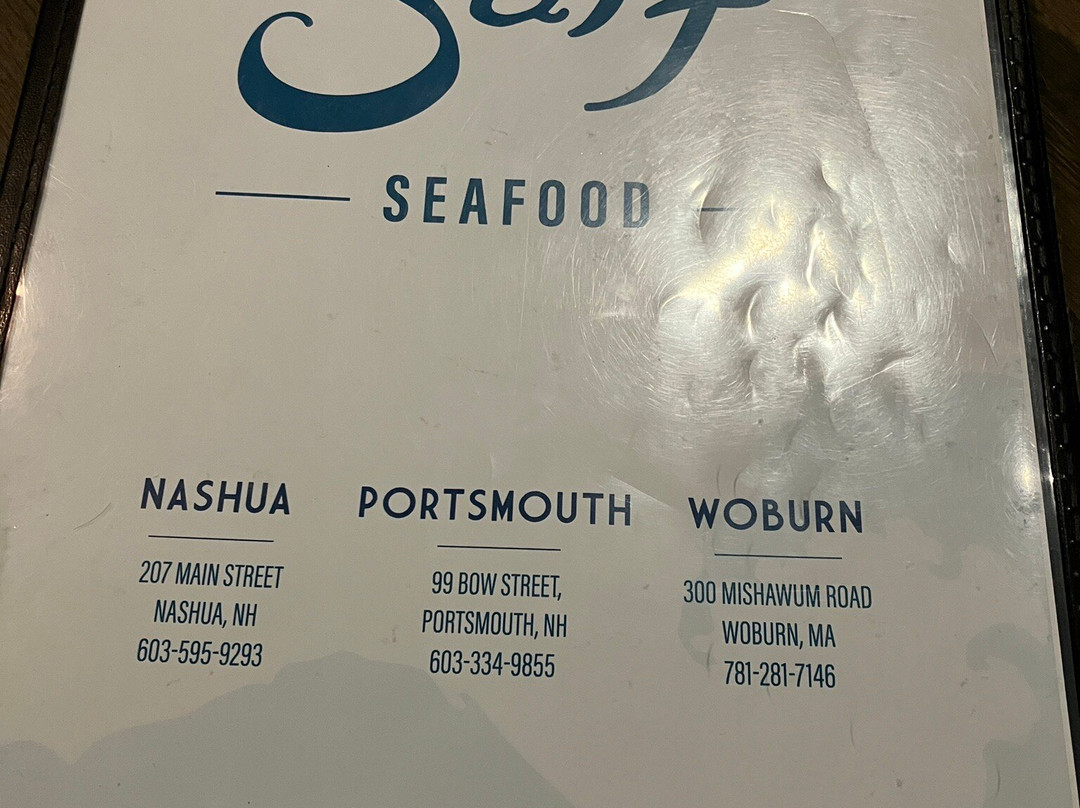 Surf
SEAFOOD
NASHUA
PORTSMOUTH
WOBURN
207 MAIN STREET
NASHUA, NH
603-595-9293
99 BOW STREET,
PORTSMOUTH, NH
603-334-9855
300 MISHAWUM ROAD
WOBURN, MA
781-281-7146